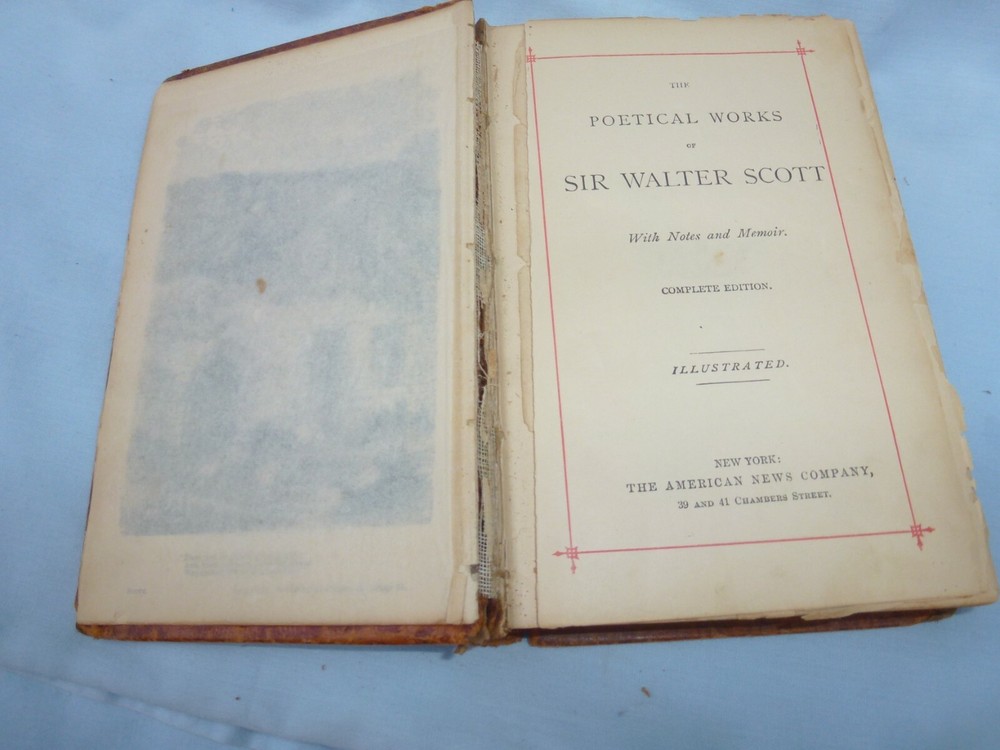 THE
POETICAL WORKS
OF
SIR WALTER SCOTT
With Notes and Memoir.
COMPLETE EDITION.
ILLUSTRATED.
NEW YORK:
THE AMERICAN NEWS COMPANY,
39 AND 41 CHAMBERS STREET.